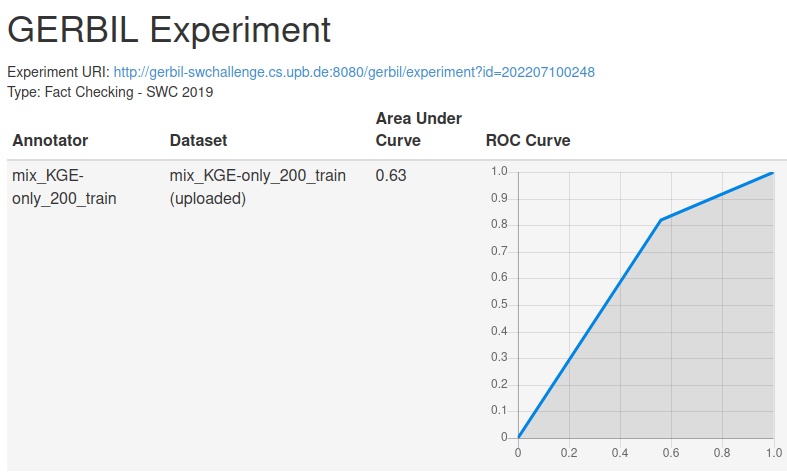 GERBIL Experiment
Experiment URI: http://gerbil-swchallenge.cs.upb.de:8080/gerbil/experiment?id=202207100248
Type: Fact Checking - SWC 2019
Annotator Dataset Area Under Curve ROC Curve
mix_KGE-only_200_train mix_KGE-only_200_train (uploaded) 0.63
1.0
0.9
0.8
0.7
0.6
0.5
0.4
0.3
0.2
0.1
0
0 0.2 0.4 0.6 0.8 1.0